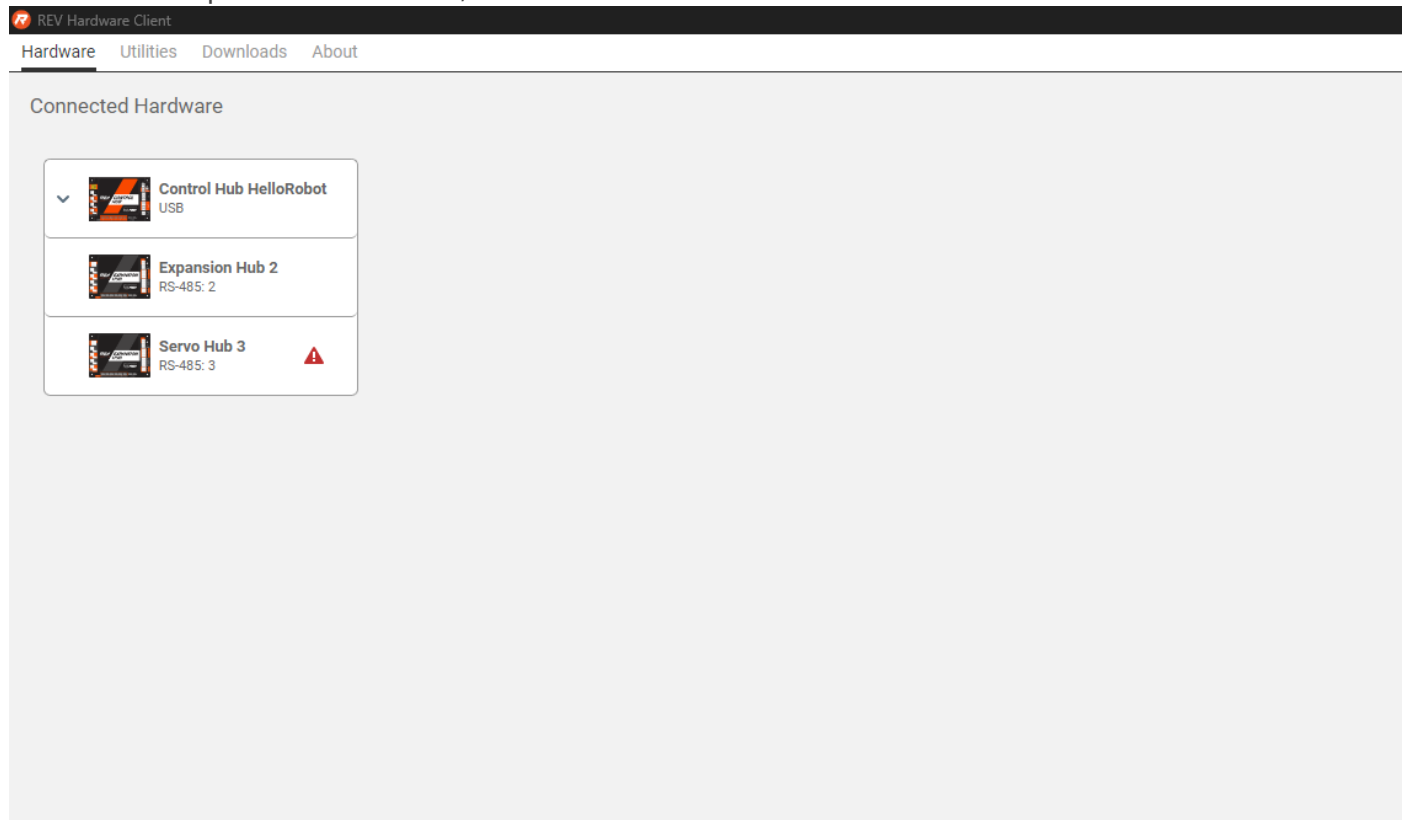 REV Hardware Client
Hardware Utilities Downloads About
Connected Hardware
Control Hub HelloRobot
USB
Expansion Hub 2
RS-485: 2
Servo Hub 3
RS-485: 3